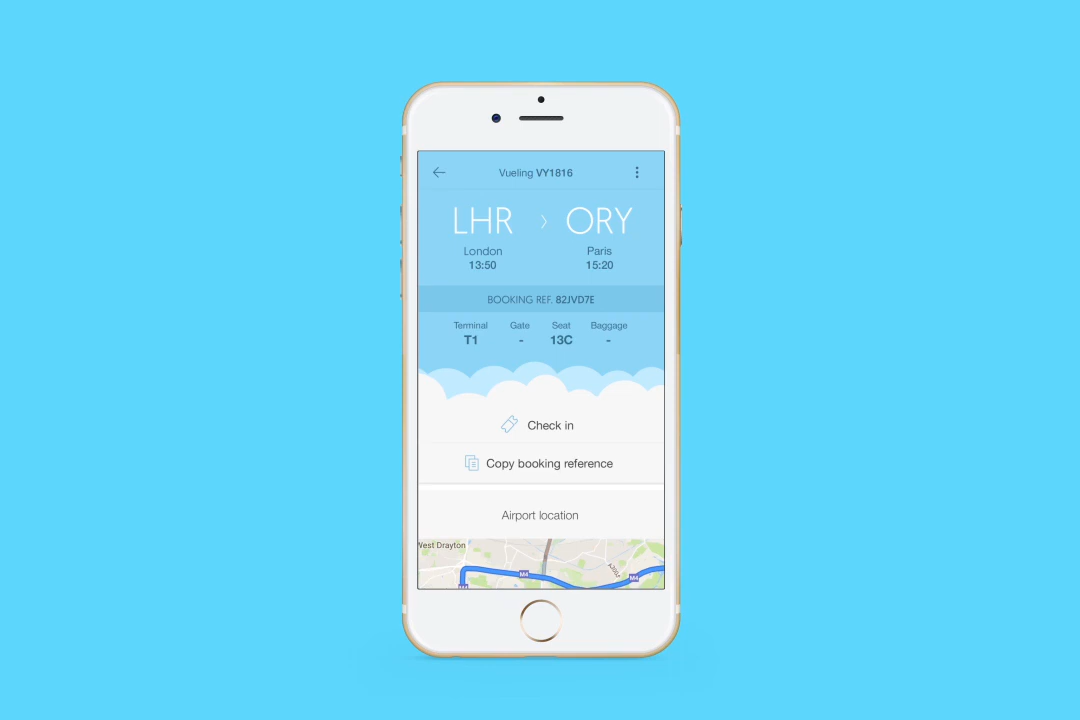 Vueling VY1816
LHR > ORY
London Paris
13:50 15:20
BOOKING REF. 82JVD7E
Terminal Gate Seat Baggage
T1 - 13C -
Check in
Copy booking reference
Airport location
West Drayton
M4
M4